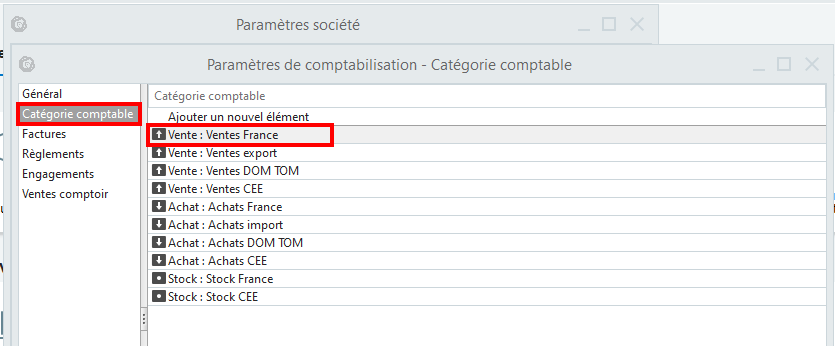 Paramètres société
Paramètres de comptabilisation - Catégorie comptable
Général
Catégorie comptable
Factures
Règlements
Engagements
Ventes comptoir
Catégorie comptable
Ajouter un nouvel élément
Vente : Ventes France
Vente : Ventes export
Vente : Ventes DOM TOM
Vente : Ventes CEE
Achat : Achats France
Achat : Achats import
Achat : Achats DOM TOM
Achat : Achats CEE
Stock : Stock France
Stock : Stock CEE